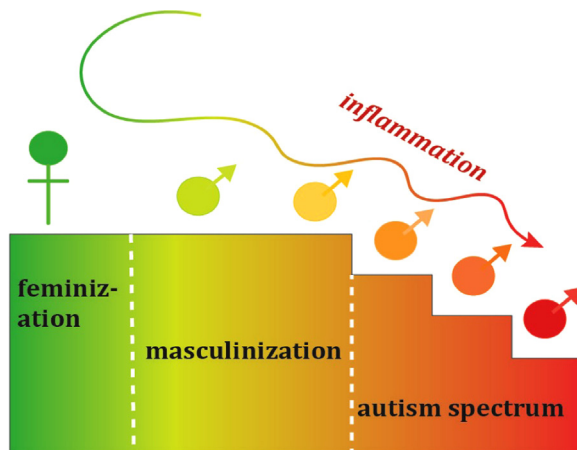 inflammation
feminiz-
ation
masculinization
autism spectrum